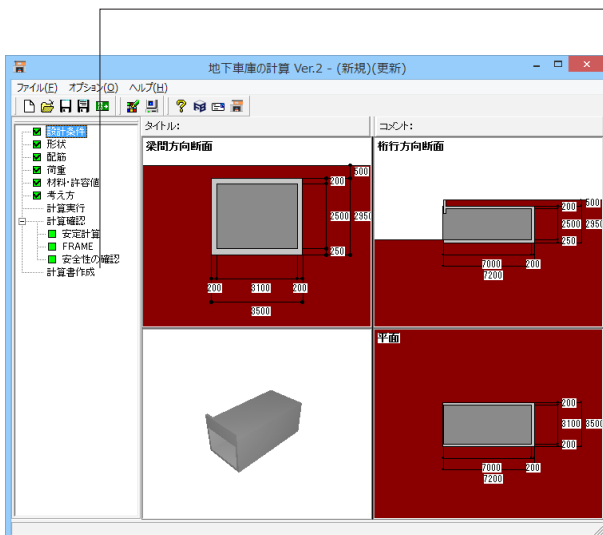 地下車庫の計算 Ver.2 - (新規)(更新)
ファイル(F) オプション(O) ヘルプ(H)
設計条件
形状
配筋
荷重
材料・許容値
考え方
計算実行
計算確認
安定計算
FRAME
安全性の確認
計算書作成
タイトル:
コメント:
梁間方向断面
500
200
2500 2950
250
200 3100 200
3500
桁行方向断面
200 500
2500 2950
250
7000 200
7200
平面
200
3100 3500
200
7000 200
7200